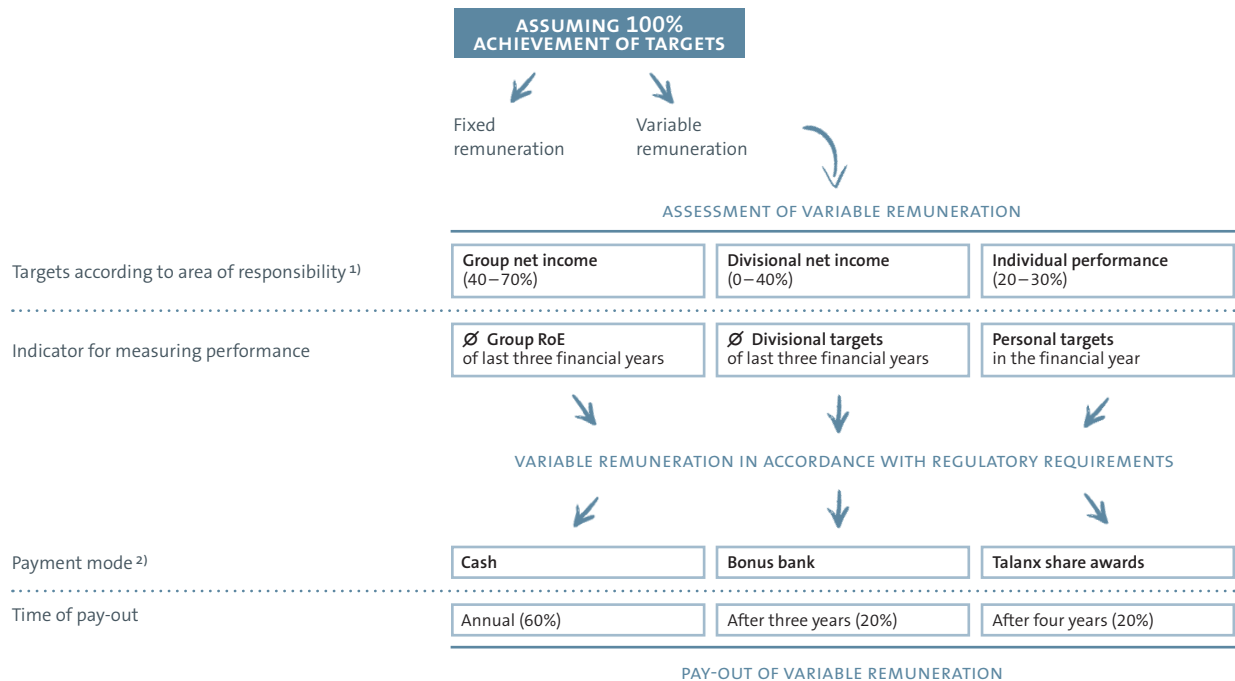 ASSUMING 100%
ACHIEVEMENT OF TARGETS
Fixed
remuneration
Variable
remuneration
ASSESSMENT OF VARIABLE REMUNERATION
Targets according to area of responsibility 1)
Group net income
(40–70%)
Divisional net income
(0–40%)
Individual performance
(20–30%)
Indicator for measuring performance
Ø Group RoE
of last three financial years
Ø Divisional targets
of last three financial years
Personal targets
in the financial year
VARIABLE REMUNERATION IN ACCORDANCE WITH REGULATORY REQUIREMENTS
Payment mode 2)
Cash
Bonus bank
Talanx share awards
Time of pay-out
Annual (60%)
After three years (20%)
After four years (20%)
PAY-OUT OF VARIABLE REMUNERATION